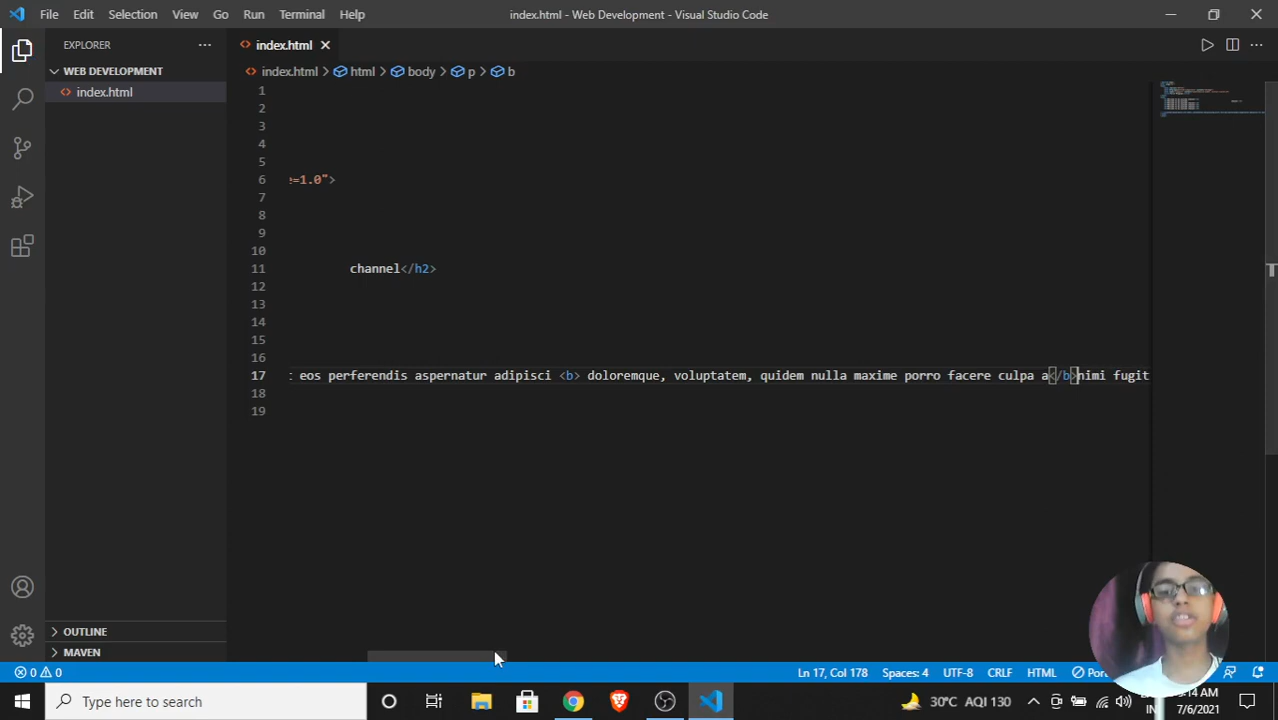 File Edit Selection View Go Run Terminal Help index.html - Web Development - Visual Studio Code
EXPLORER
index.html
WEB DEVELOPMENT
index.html > html > body > p > b
index.html
1
2
3
4
5
6 e=1.0">
7
8
9
10
11 channel</h2>
12
13
14
15
16
17 eos perferendis aspernatur adipisci <b> doloremque, voluptatem, quidem nulla maxime porro facere culpa a</b>nimi fugit
18
19
OUTLINE
MAVEN
0 0 Ln 17, Col 178 Spaces: 4 UTF-8 CRLF HTML
Type here to search 30°C AQI 130 :14 AM
7/6/2021